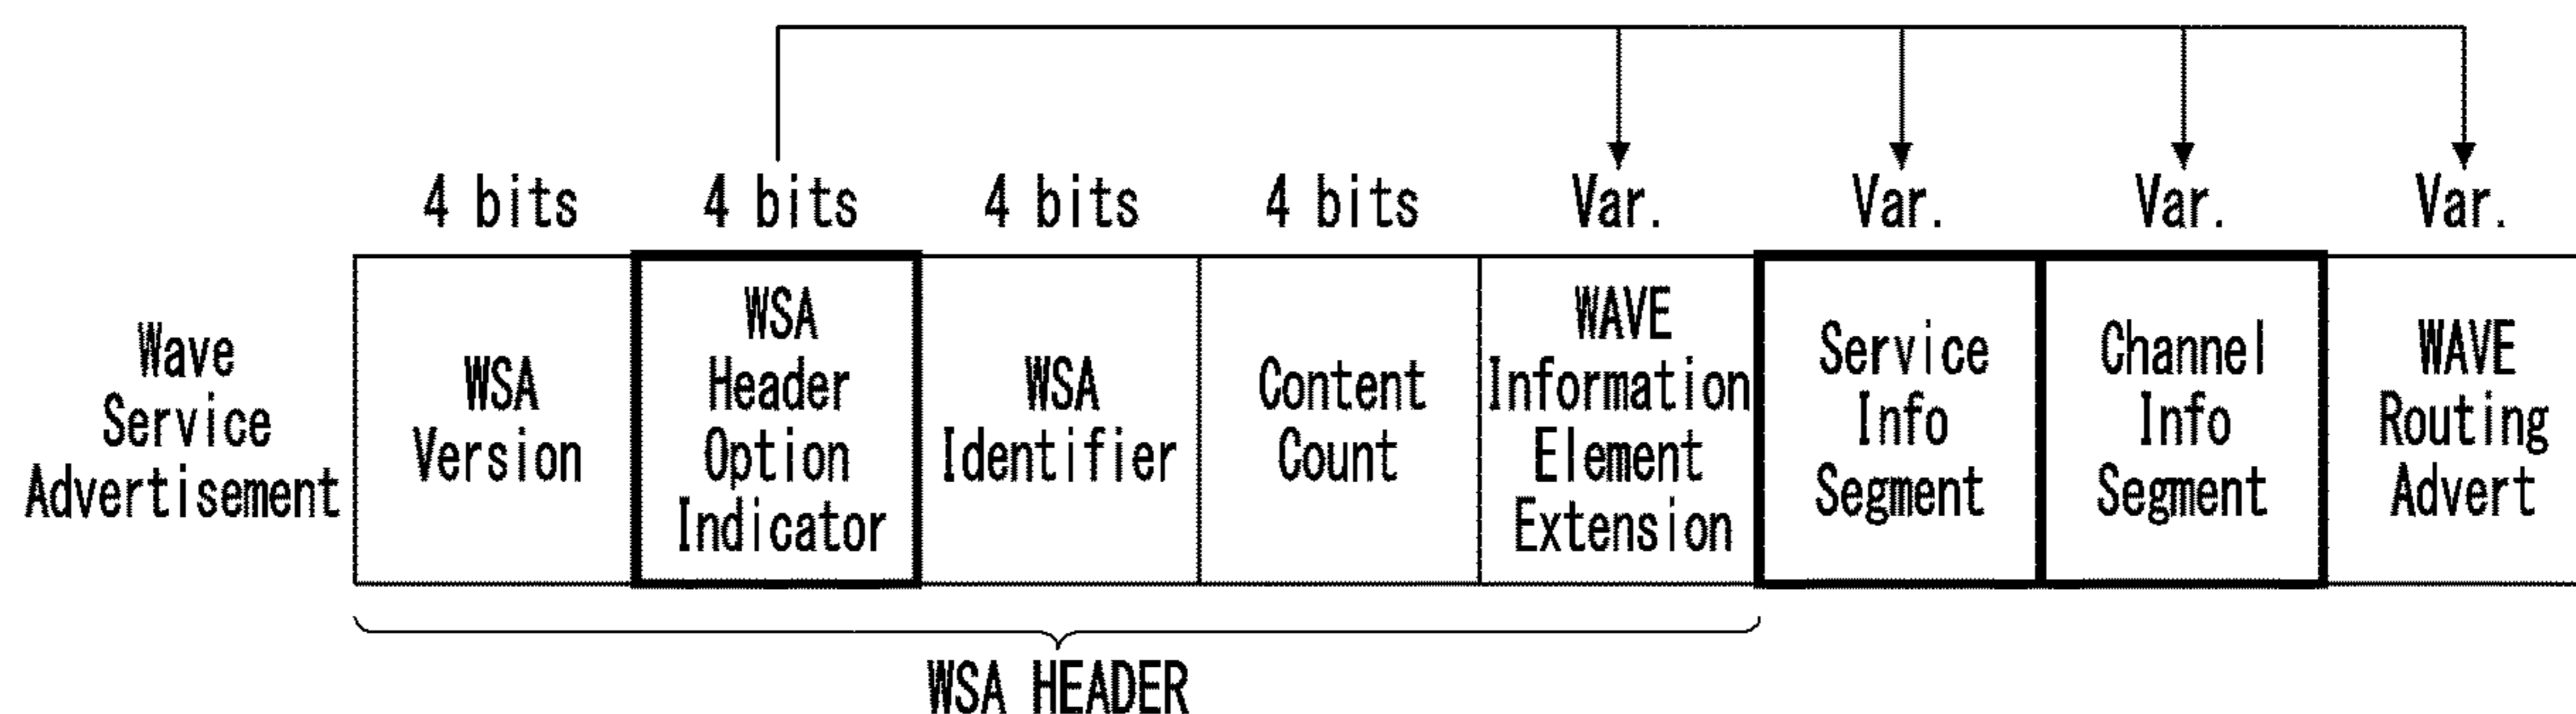 4 bits 4 bits 4 bits 4 bits Var. Var. Var. Var.
Wave
Service
Advertisement
WSA
Version
WSA
Header
Option
Indicator
WSA
Identifier
Content
Count
WAVE
Information
Element
Extension
Service
Info
Segment
Channel
Info
Segment
WAVE
Routing
Advert
WSA HEADER